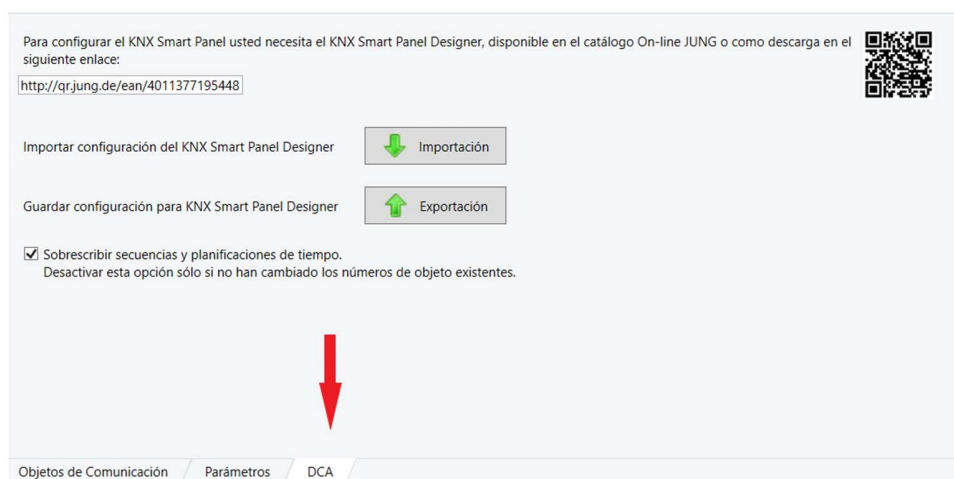 Para configurar el KNX Smart Panel usted necesita el KNX Smart Panel Designer, disponible en el catálogo On-line JUNG o como descarga en el
siguiente enlace:
http://qr.jung.de/ean/4011377195448
Importar configuración del KNX Smart Panel Designer
Importación
Guardar configuración para KNX Smart Panel Designer
Exportación
Sobrescribir secuencias y planificaciones de tiempo.
Desactivar esta opción sólo si no han cambiado los números de objeto existentes.
Objetos de Comunicación
Parámetros
DCA